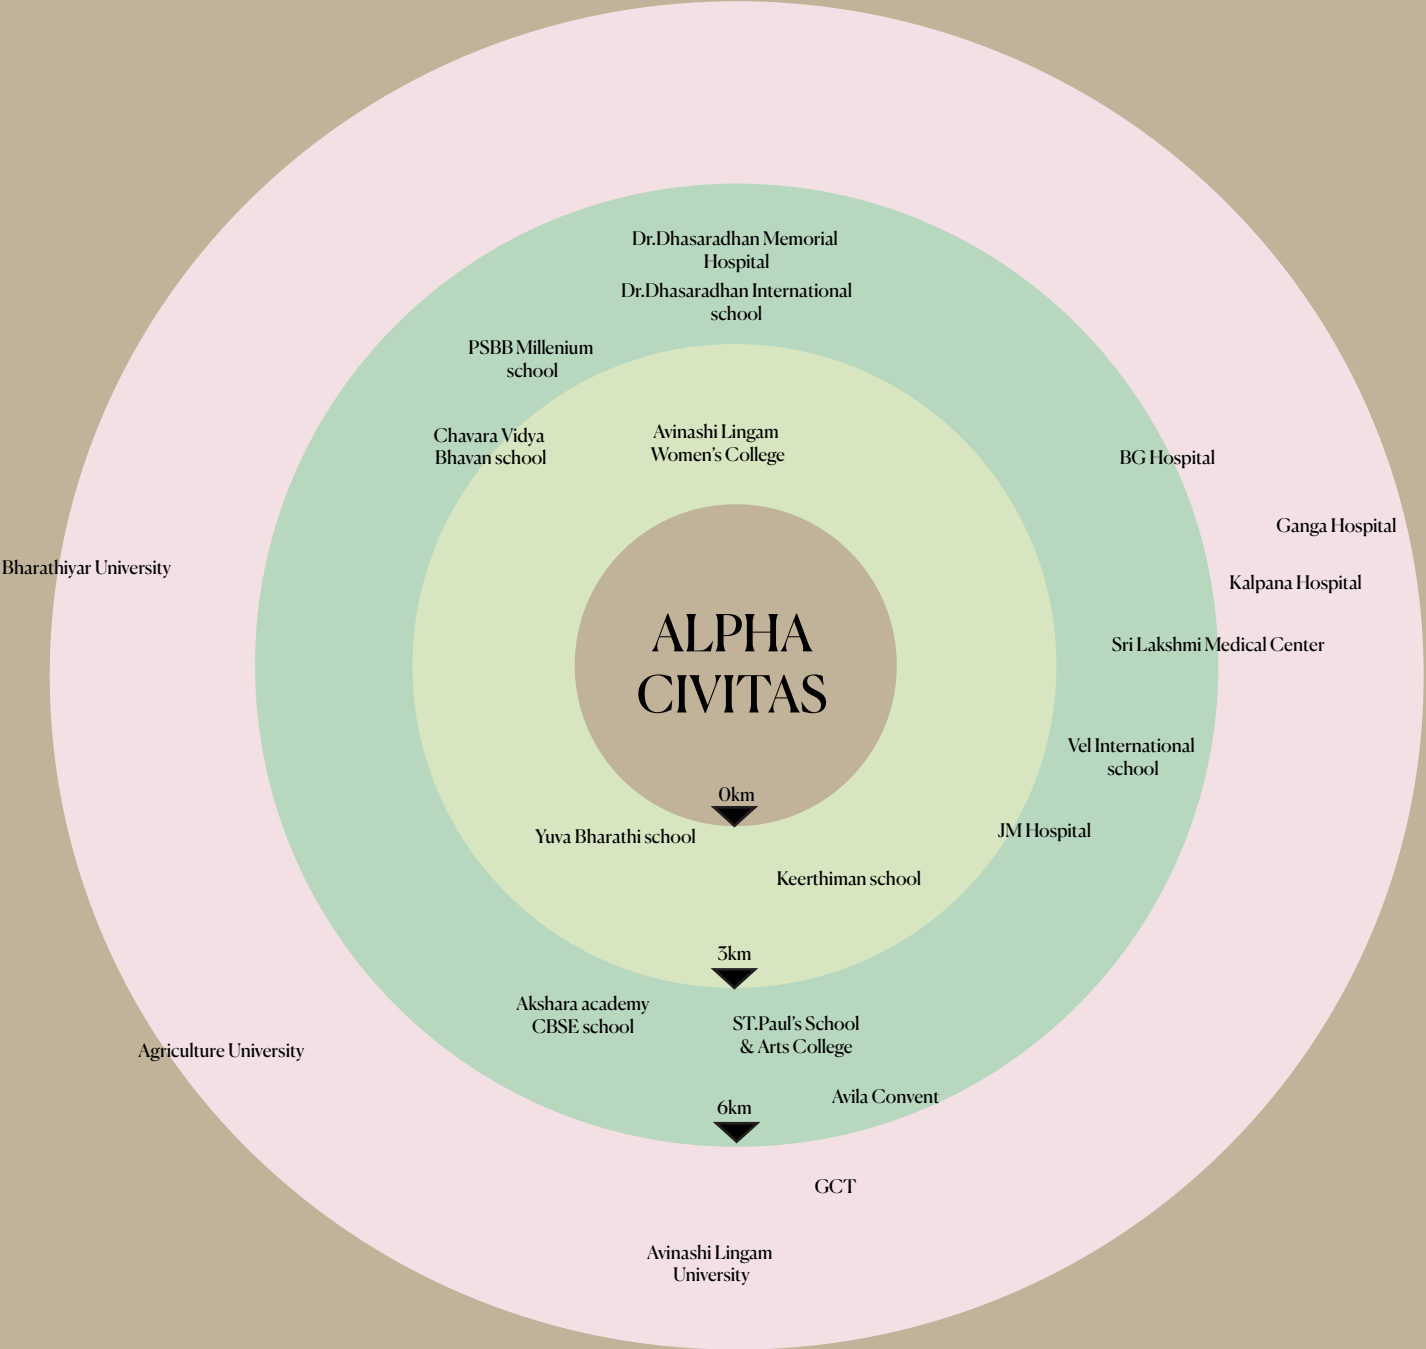 Dr.Dhasaradhan Memorial
Hospital
Dr.Dhasaradhan International
school
PSBB Millenium
school
Chavara Vidya
Bhavan school
Avinashi Lingam
Women's College
BG Hospital
Ganga Hospital
Bharathiyar University
Kalpana Hospital
ALPHA
CIVITAS
Sri Lakshmi Medical Center
Vel International
school
0km
Yuva Bharathi school
JM Hospital
Keerthiman school
3km
Akshara academy
CBSE school
ST.Paul's School
& Arts College
Agriculture University
Avila Convent
6km
GCT
Avinashi Lingam
University